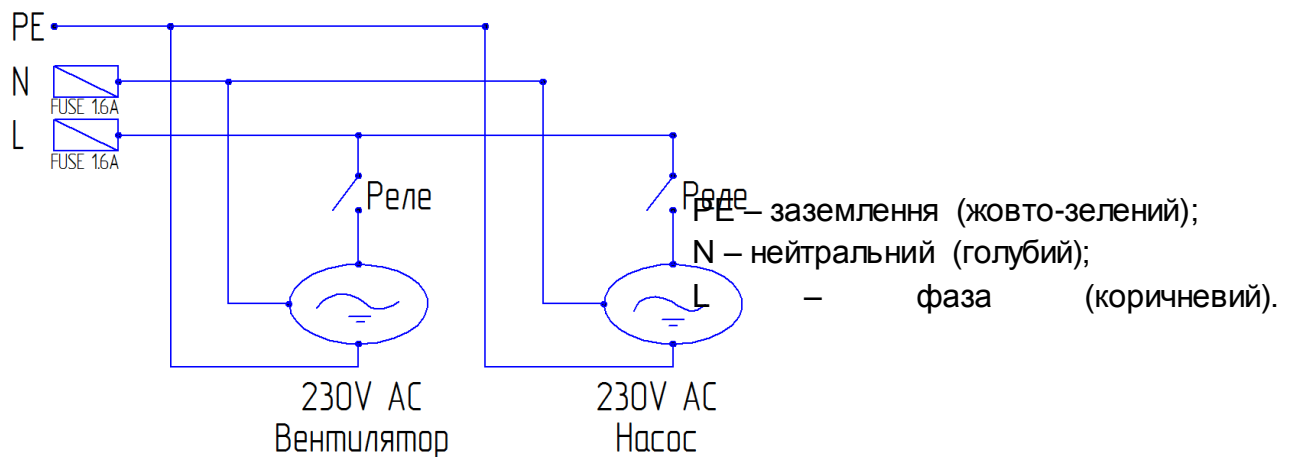 PE
N
FUSE 1.6A
L
FUSE 1.6A
Реле
Реле
PE – заземлення (жовто-зелений);
N – нейтральний (голубий);
L – фаза (коричневий).
230V AC
Вентилятор
230V AC
Насос